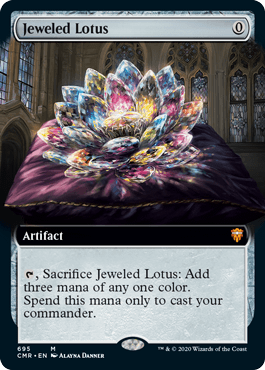 Jeweled Lotus 0
Artifact
, Sacrifice Jeweled Lotus: Add
three mana of any one color.
Spend this mana only to cast your
commander.
695 M
CMR • EN ALAYNA DANNER ™ & © 2020 Wizards of the Coast